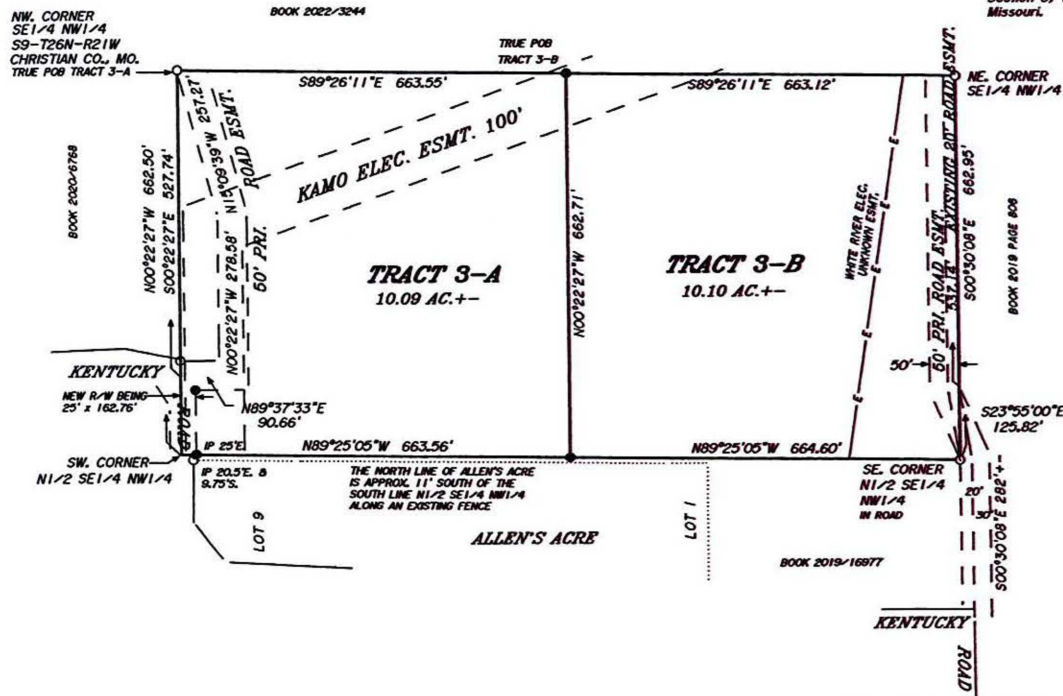 BOOK 2022/3244
Missouri.
NW. CORNER
SE1/4 NW1/4
S9-T26N-R21W
CHRISTIAN CO., MO.
TRUE POB TRACT 3-A
TRUE POB
TRACT 3-B
S89°26'11"E 663.55'
S89°26'11"E 663.12'
NE. CORNER
SE1/4 NW1/4
BOOK 2020/6768
N00°22'27"W 662.50'
S00°22'27"E 527.74'
N15°09'39"W 257.27'
ROAD ESMT.
50' PRI.
N00°22'27"W 278.58'
KAMO ELEC. ESMT. 100'
TRACT 3-A
10.09 AC.+-
N00°22'27"W 662.71'
TRACT 3-B
10.10 AC.+-
WHITE RIVER ELEC.
UNKNOWN ESMT.
E E E E E E
50' PRI. ROAD ESMT.
537.14'
EXISTING 20' ROAD ESMT.
S00°30'08"E 662.95'
BOOK 2019 PAGE 808
50'
KENTUCKY
ROAD
NEW R/W BEING
25' x 162.76'
N89°37'33"E
90.66'
S23°55'00"E
125.82'
IP 25'E.
N89°25'05"W 663.56'
N89°25'05"W 664.60'
SW. CORNER
N1/2 SE1/4 NW1/4
IP 20.5'E. &
9.75'S.
THE NORTH LINE OF ALLEN'S ACRE
IS APPROX. 11' SOUTH OF THE
SOUTH LINE N1/2 SE1/4 NW1/4
ALONG AN EXISTING FENCE
SE. CORNER
N1/2 SE1/4
NW1/4
IN ROAD
20'
30'
S00°30'08"E 282'+-
LOT 9
ALLEN'S ACRE
LOT 1
BOOK 2019/16977
KENTUCKY
ROAD